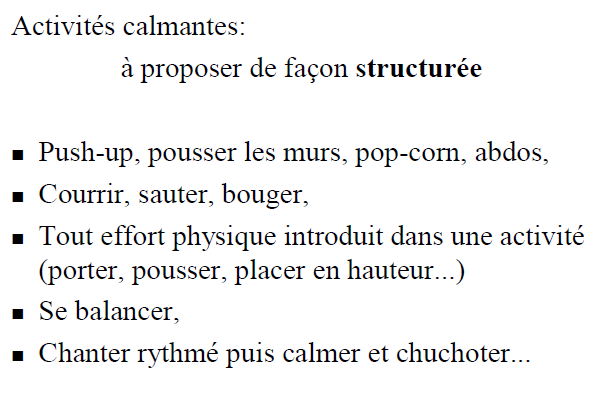 Activités calmantes:
à proposer de façon structurée
▪ Push-up, pousser les murs, pop-corn, abdos,
▪ Courrir, sauter, bouger,
▪ Tout effort physique introduit dans une activité
(porter, pousser, placer en hauteur...)
▪ Se balancer,
▪ Chanter rythmé puis calmer et chuchoter...